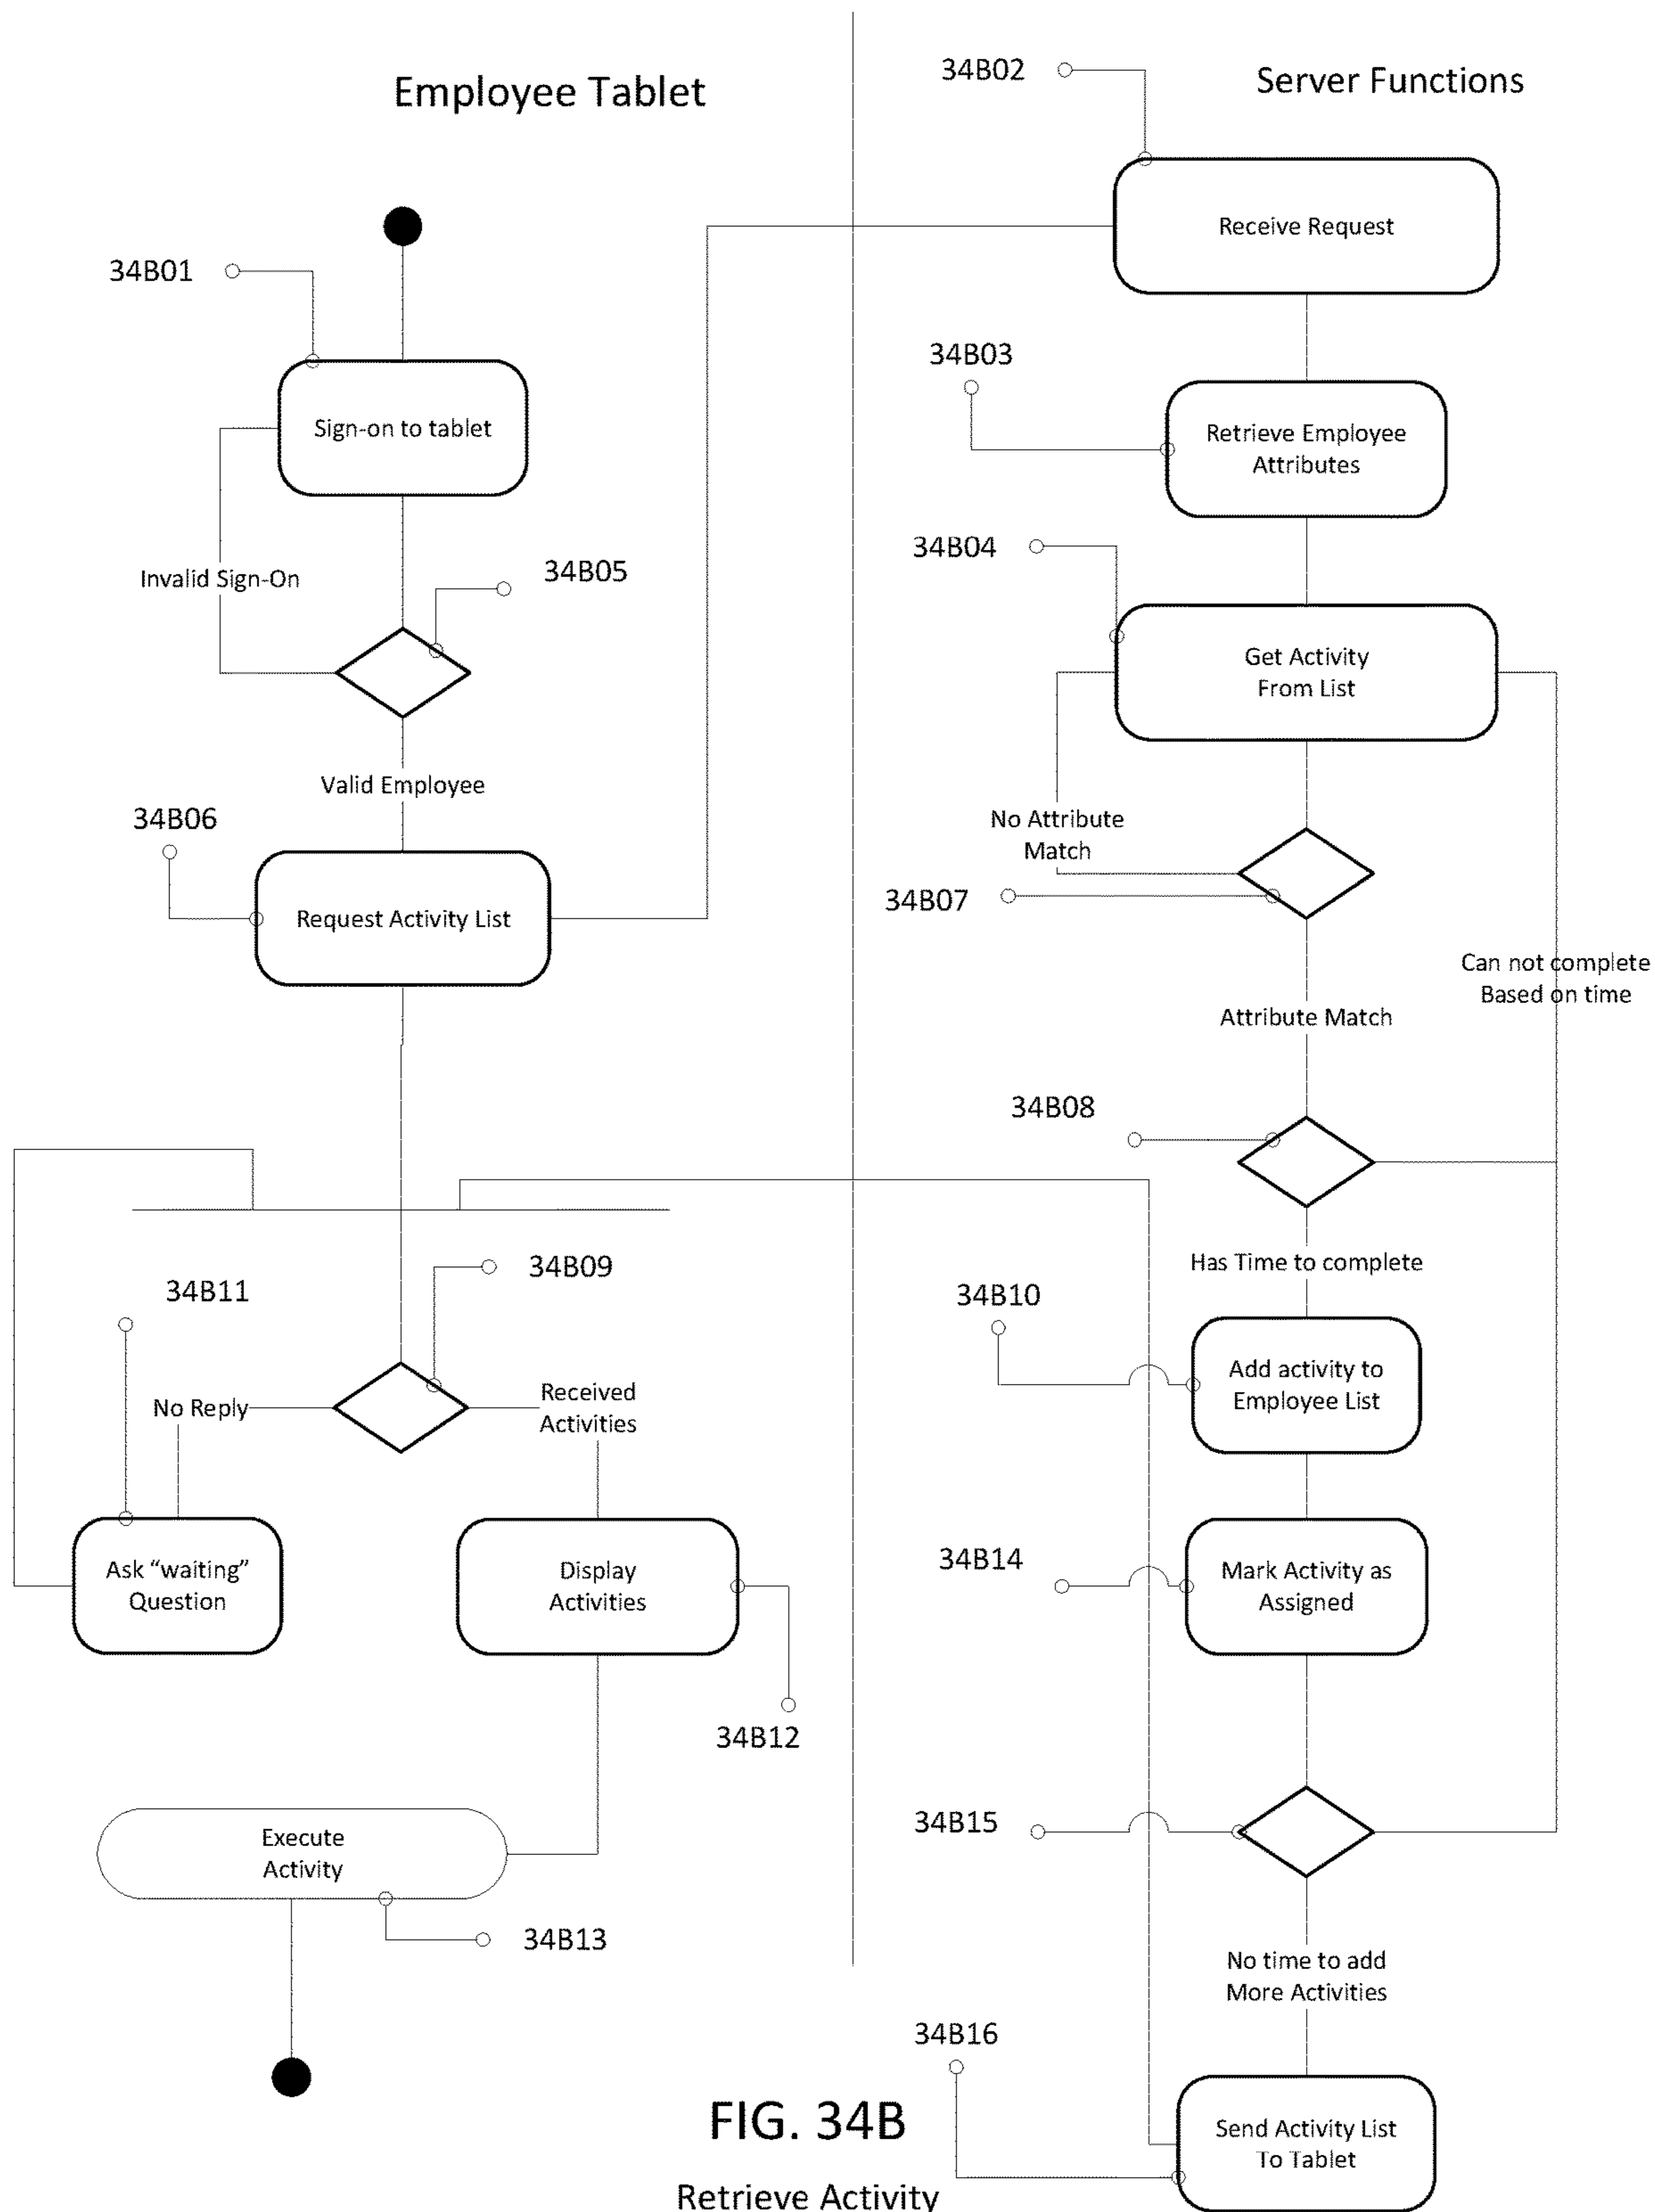 Employee Tablet
34B01
Sign-on to tablet
Invalid Sign-On
34B05
Valid Employee
34B06
Request Activity List
34B09
34B11
No Reply
Received
Activities
Ask “waiting”
Question
Display
Activities
34B12
Execute
Activity
34B13
Server Functions
34B02
Receive Request
34B03
Retrieve Employee
Attributes
34B04
Get Activity
From List
No Attribute
Match
34B07
Can not complete
Based on time
Attribute Match
34B08
Has Time to complete
34B10
Add activity to
Employee List
34B14
Mark Activity as
Assigned
34B15
No time to add
More Activities
34B16
Send Activity List
To Tablet
FIG. 34B
Retrieve Activity